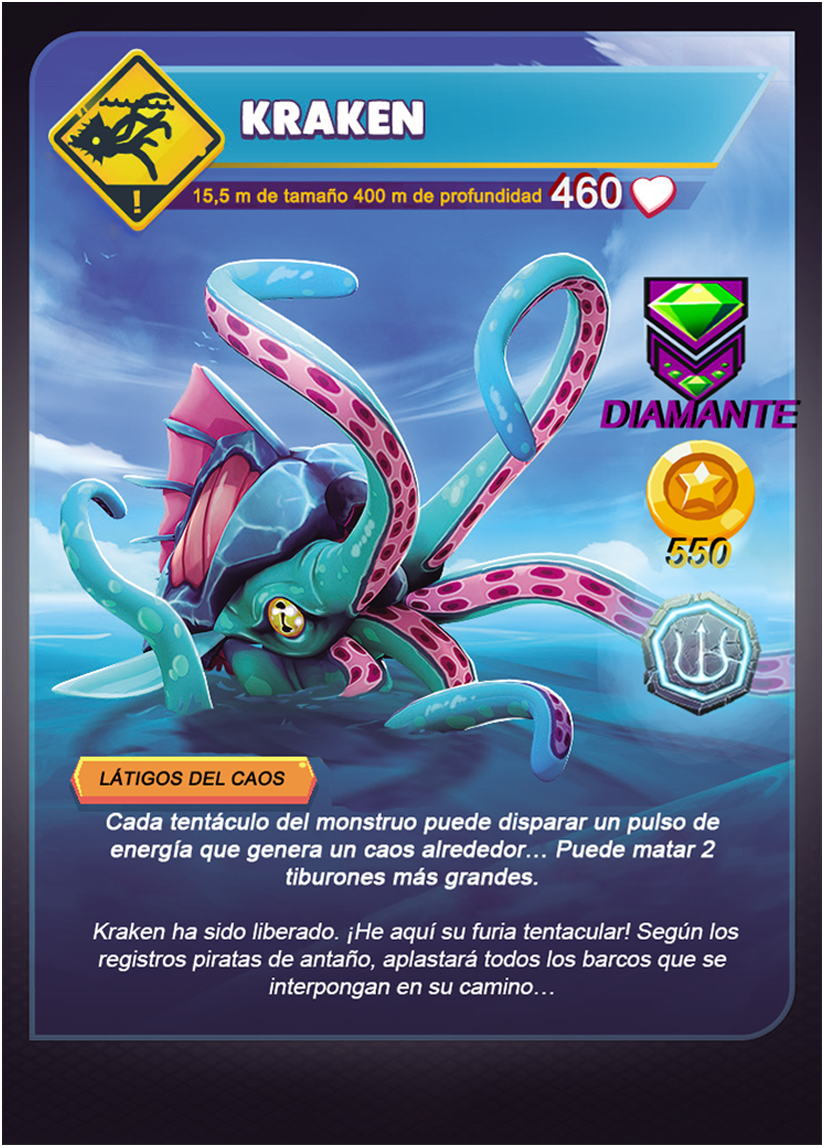 KRAKEN
15,5 m de tamaño 400 m de profundidad 460
!
DIAMANTE
550
LÁTIGOS DEL CAOS
Cada tentáculo del monstruo puede disparar un pulso de
energía que genera un caos alrededor... Puede matar 2
tiburones más grandes.
Kraken ha sido liberado. ¡He aquí su furia tentacular! Según los
registros piratas de antaño, aplastará todos los barcos que se
interpongan en su camino...